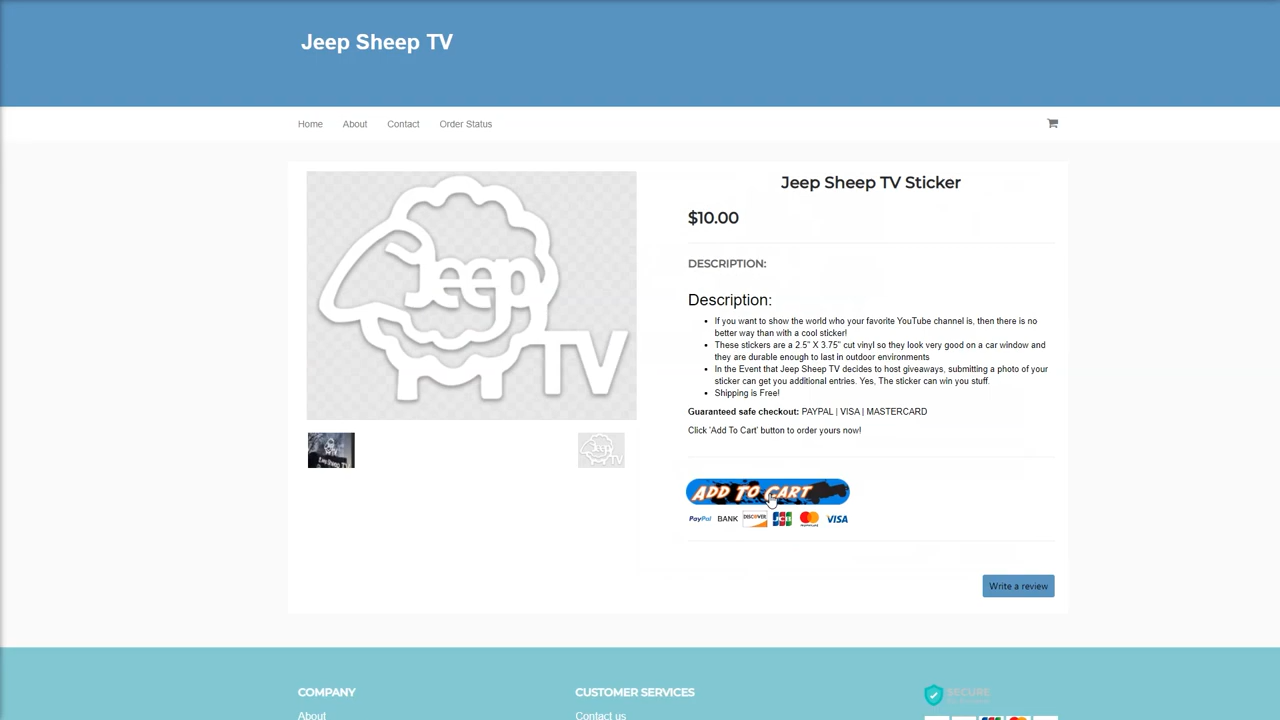 Jeep Sheep TV
Home About Contact Order Status
Jeep
TV
Jeep Sheep TV Sticker
$10.00
DESCRIPTION:
Description:
If you want to show the world who your favorite YouTube channel is, then there is no
better way than with a cool sticker!
These stickers are a 2.5" X 3.75" cut vinyl so they look very good on a car window and
they are durable enough to last in outdoor environments
In the Event that Jeep Sheep TV decides to host giveaways, submitting a photo of your
sticker can get you additional entries. Yes, The sticker can win you stuff.
Shipping is Free!
Guaranteed safe checkout: PAYPAL | VISA | MASTERCARD
Click 'Add To Cart' button to order yours now!
ADD TO CART
PayPal BANK DISCOVER JCB VISA
Write a review
COMPANY
About
CUSTOMER SERVICES
Contact us
SECURE